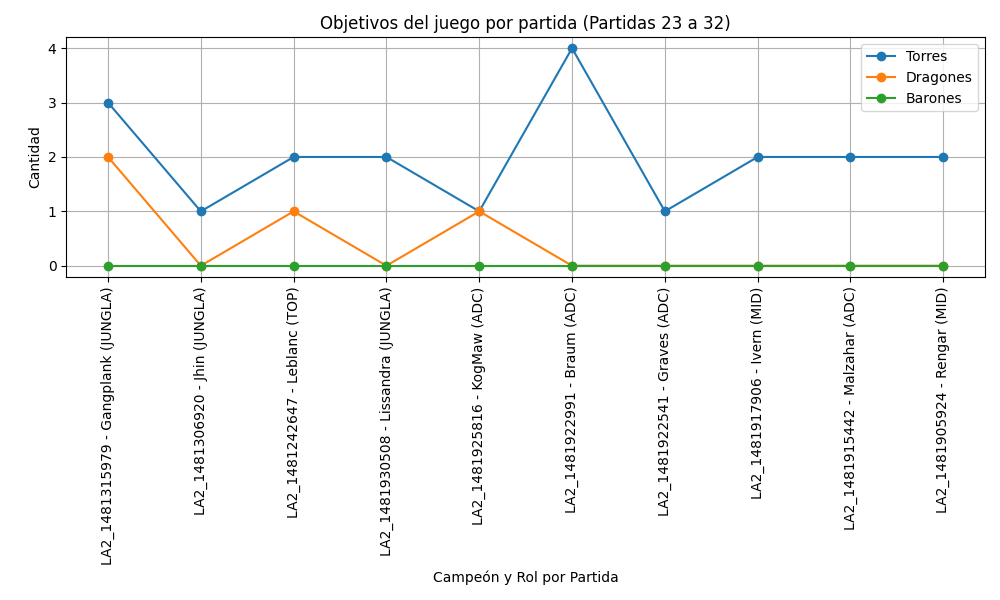 Objetivos del juego por partida (Partidas 23 a 32)
Torres
Dragones
Barones
Cantidad
4
3
2
1
0
LA2_1481315979 - Gangplank (JUNGLA)
LA2_1481306920 - Jhin (JUNGLA)
LA2_1481242647 - Leblanc (TOP)
LA2_1481930508 - Lissandra (JUNGLA)
LA2_1481925816 - KogMaw (ADC)
LA2_1481922991 - Braum (ADC)
LA2_1481922541 - Graves (ADC)
LA2_1481917906 - Ivern (MID)
LA2_1481915442 - Malzahar (ADC)
LA2_1481905924 - Rengar (MID)
Campeón y Rol por Partida